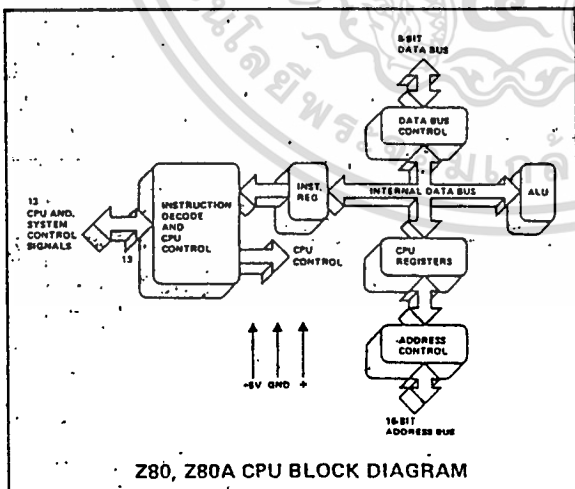 8-BIT
DATA BUS
DATA BUS
CONTROL
13
CPU AND
SYSTEM
CONTROL
SIGNALS
13
INSTRUCTION
DECODE
AND
CPU
CONTROL
INST.
REG
INTERNAL DATA BUS
ALU
CPU
CONTROL
CPU
REGISTERS
ADDRESS
CONTROL
+5V GND +
16-BIT
ADDRESS BUS
Z80, Z80A CPU BLOCK DIAGRAM